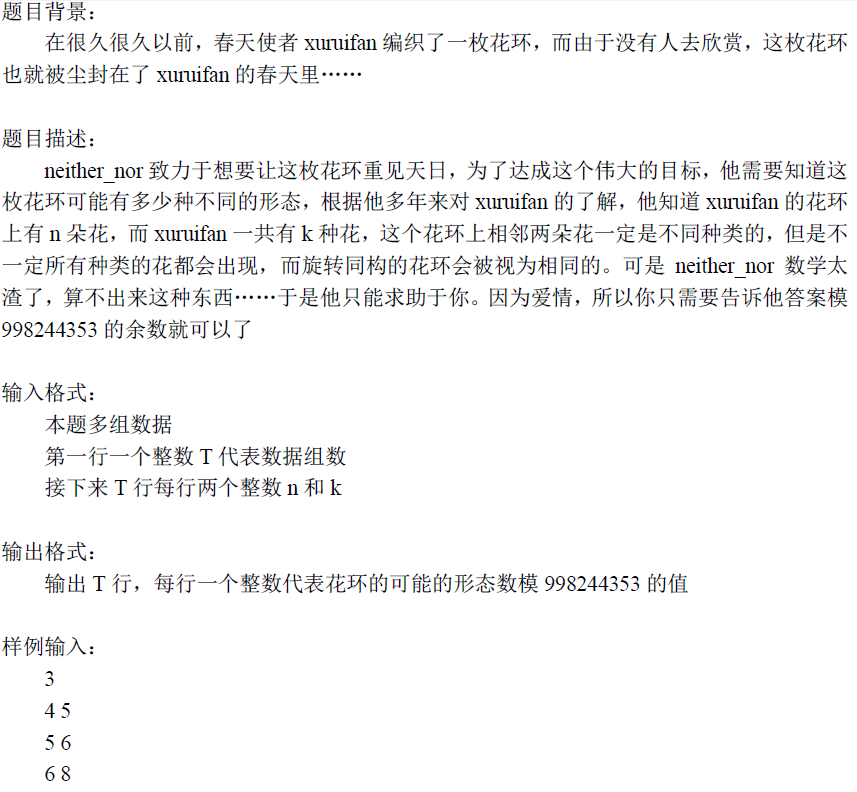 题目背景：
在很久很久以前，春天使者 xuruifan 编织了一枚花环，而由于没有人去欣赏，这枚花环
也就被尘封在了 xuruifan 的春天里……
题目描述：
neither_nor 致力于想要让这枚花环重见天日，为了达成这个伟大的目标，他需要知道这
枚花环可能有多少种不同的形态，根据他多年来对 xuruifan 的了解，他知道 xuruifan 的花环
上有 n 朵花，而 xuruifan 一共有 k 种花，这个花环上相邻两朵花一定是不同种类的，但是不
一定所有种类的花都会出现，而旋转同构的花环会被视为相同的。可是 neither_nor 数学太
渣了，算不出来这种东西……于是他只能求助于你。因为爱情，所以你只需要告诉他答案模
998244353 的余数就可以了
输入格式：
本题多组数据
第一行一个整数 T 代表数据组数
接下来 T 行每行两个整数 n 和 k
输出格式：
输出 T 行，每行一个整数代表花环的可能的形态数模 998244353 的值
样例输入：
3
4 5
5 6
6 8